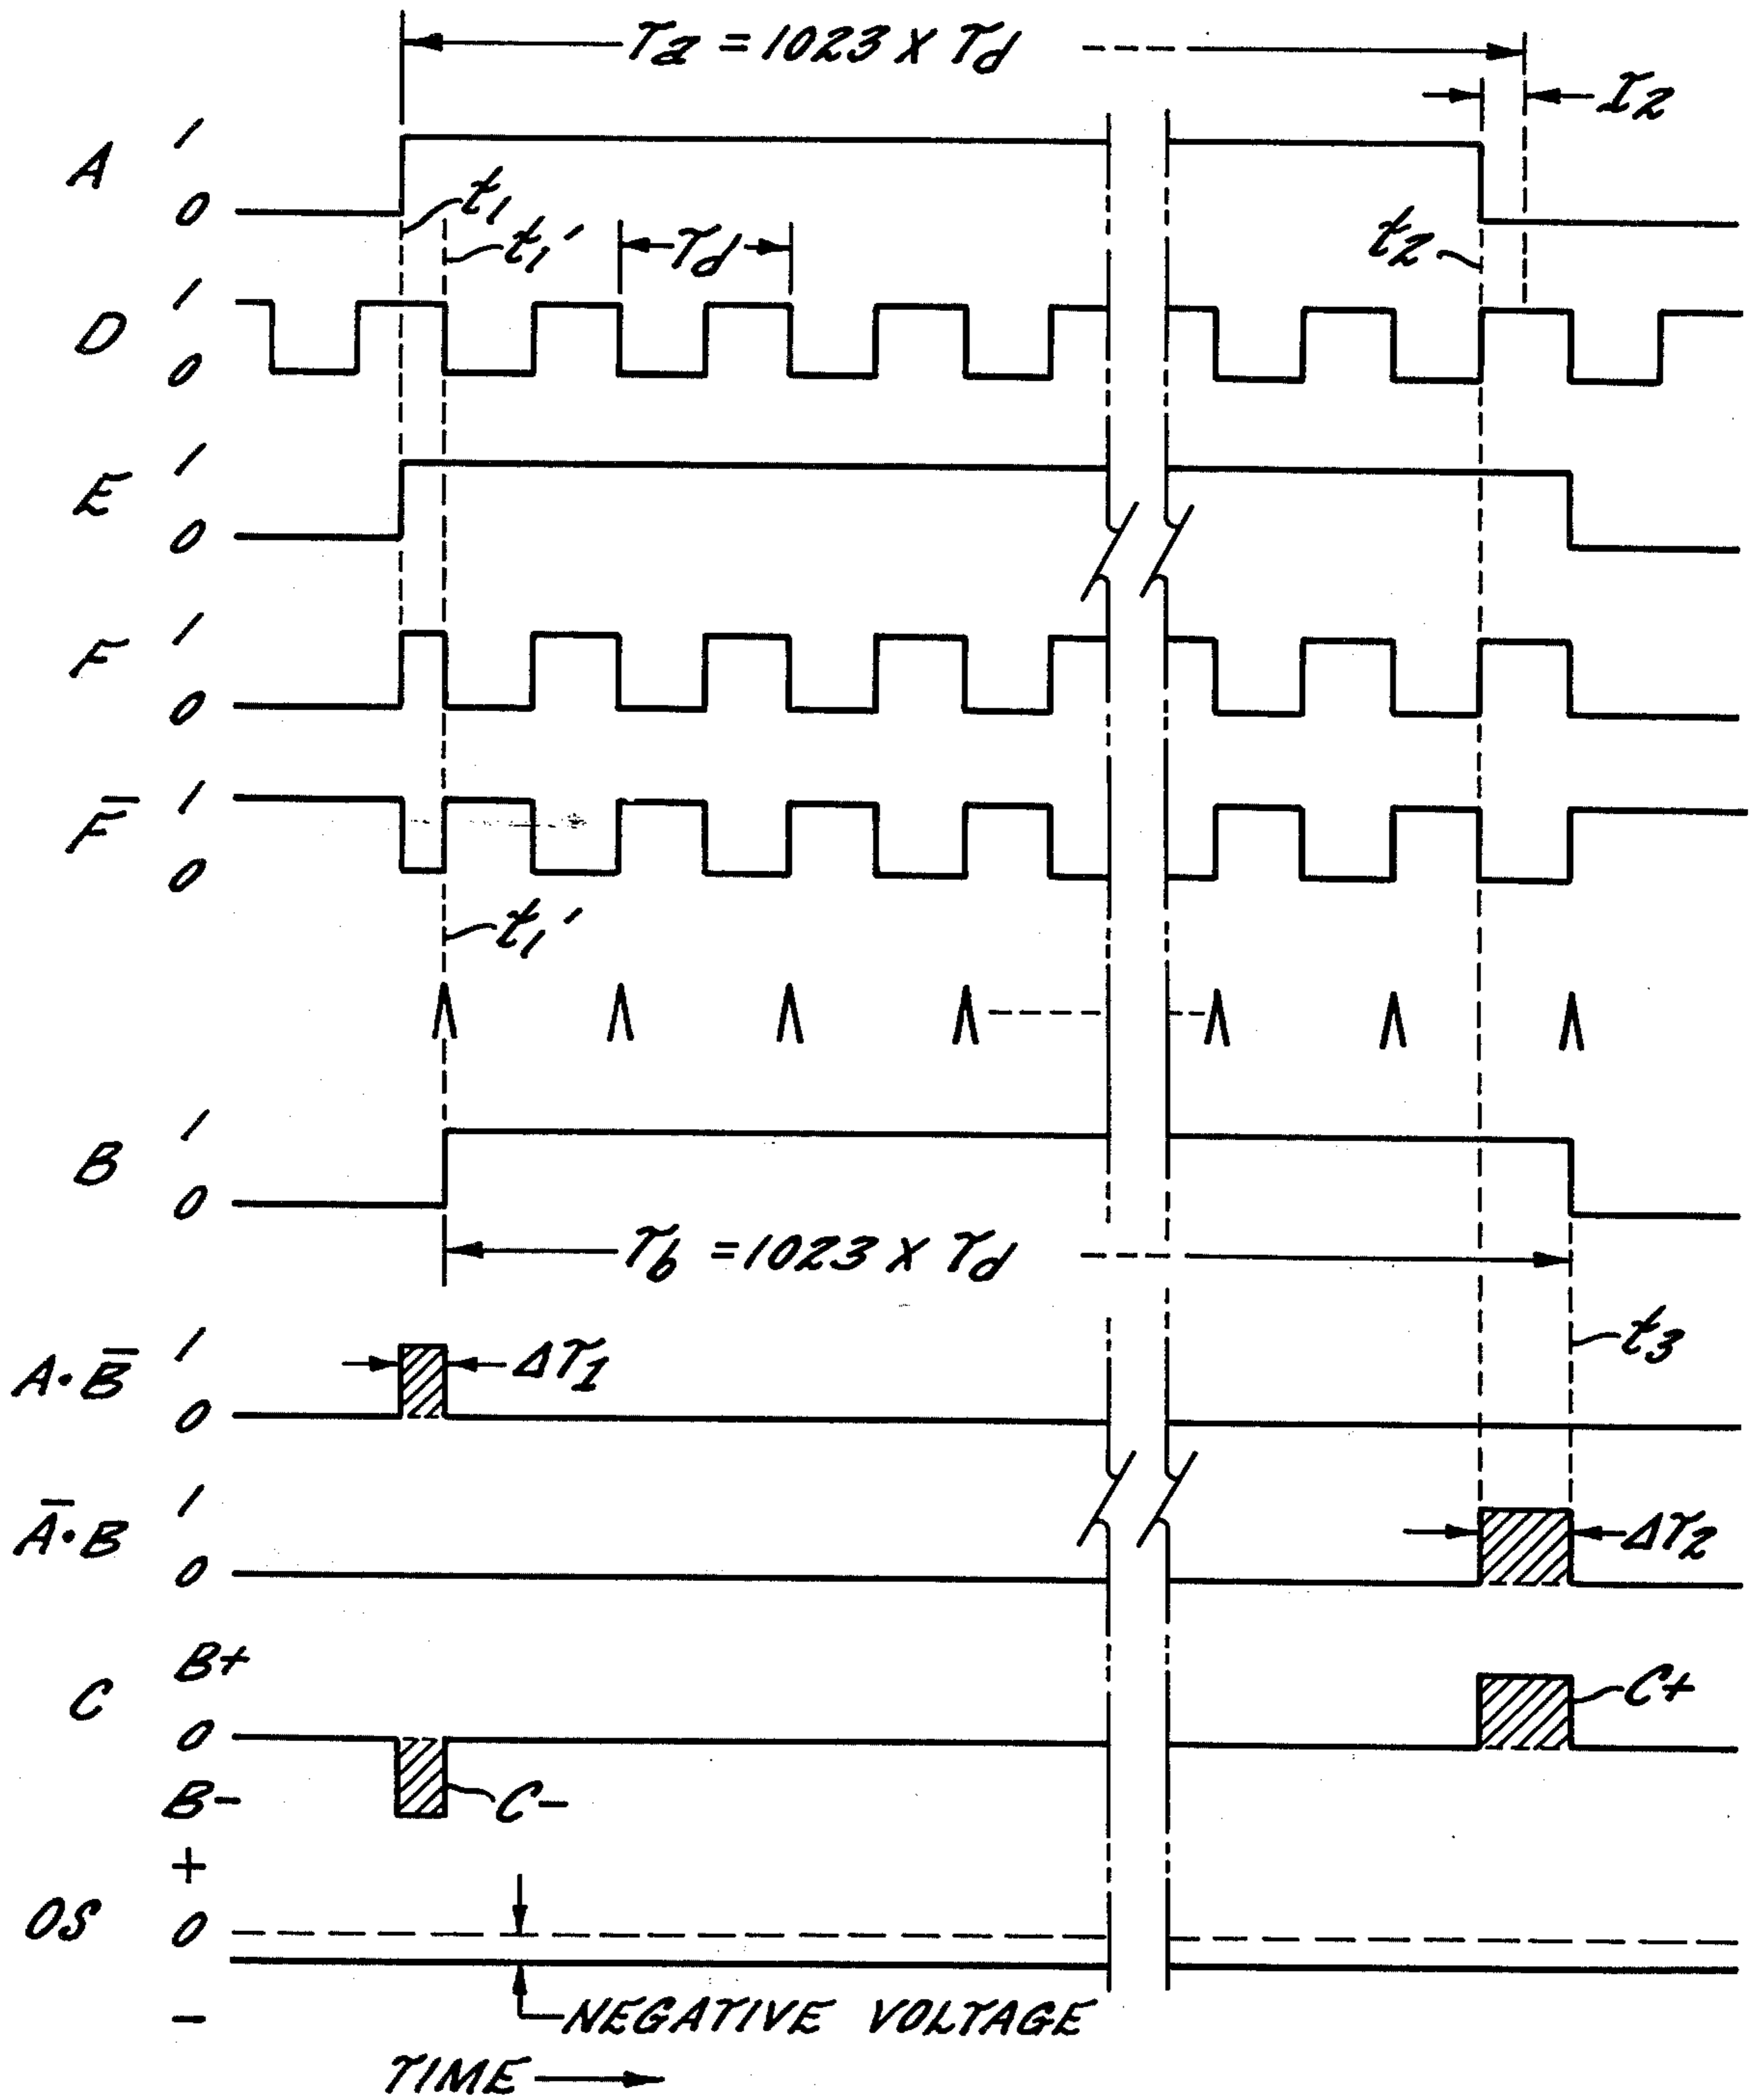 Ta = 1023 X Td
I2
A 1 0
t1
t1'
Td
t2
D 1 0
E 1 0
F 1 0
F̅ 1 0
t1'
B 1 0
Tb = 1023 X Td
t3
A·B̅ 1 0
ΔT1
A̅·B 1 0
ΔT2
C B+ 0 B-
C+
C-
OS + 0 -
NEGATIVE VOLTAGE
TIME